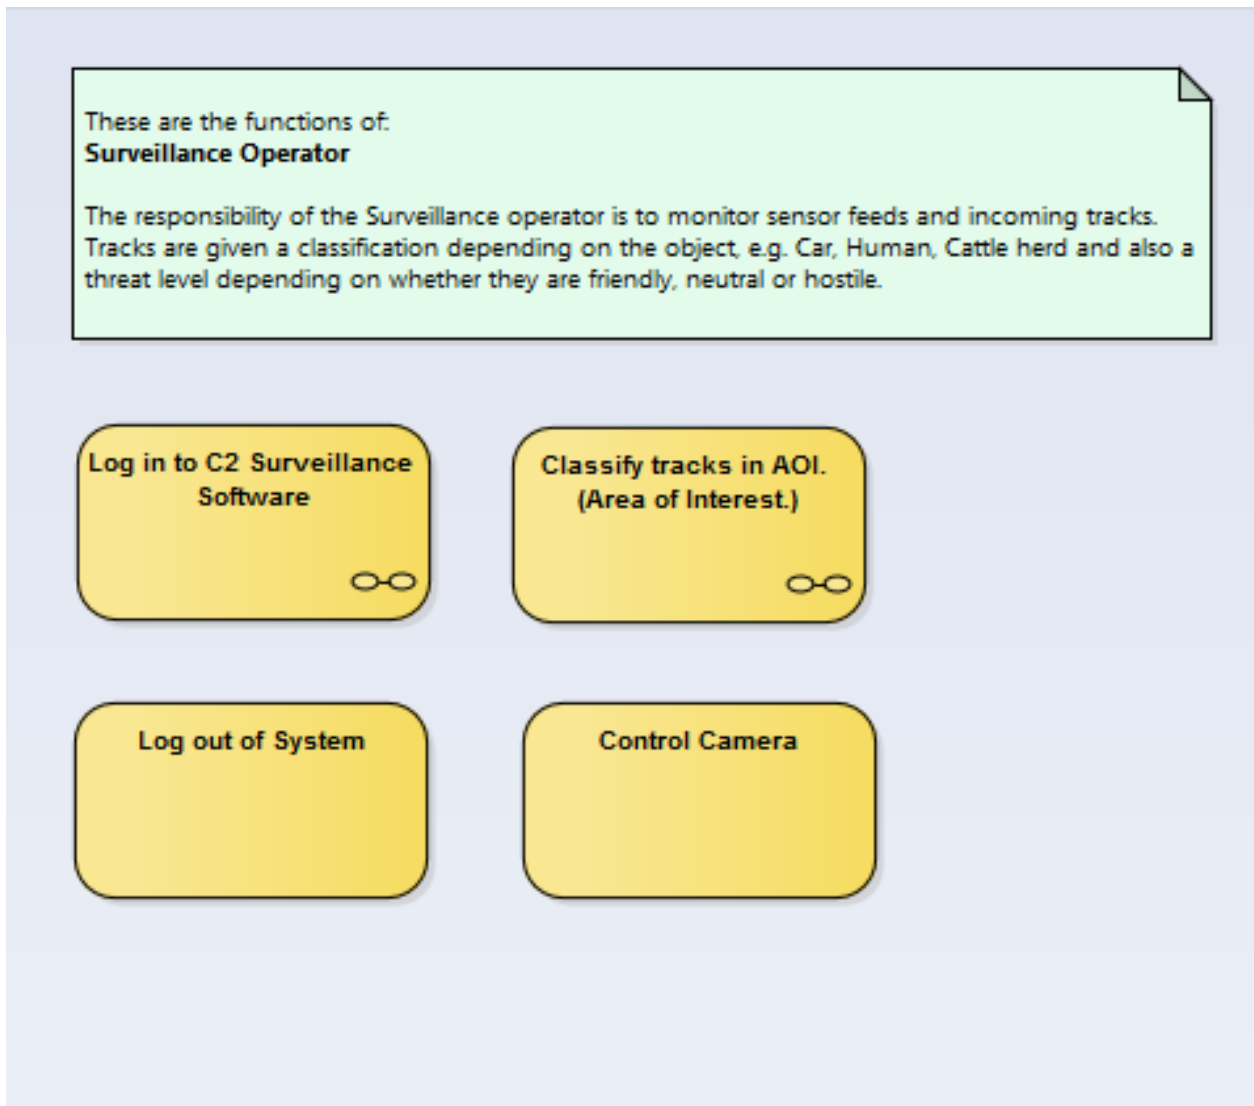 These are the functions of:
Surveillance Operator
The responsibility of the Surveillance operator is to monitor sensor feeds and incoming tracks.
Tracks are given a classification depending on the object, e.g. Car, Human, Cattle herd and also a
threat level depending on whether they are friendly, neutral or hostile.
Log in to C2 Surveillance
Software
Classify tracks in AOI.
(Area of Interest.)
Log out of System
Control Camera